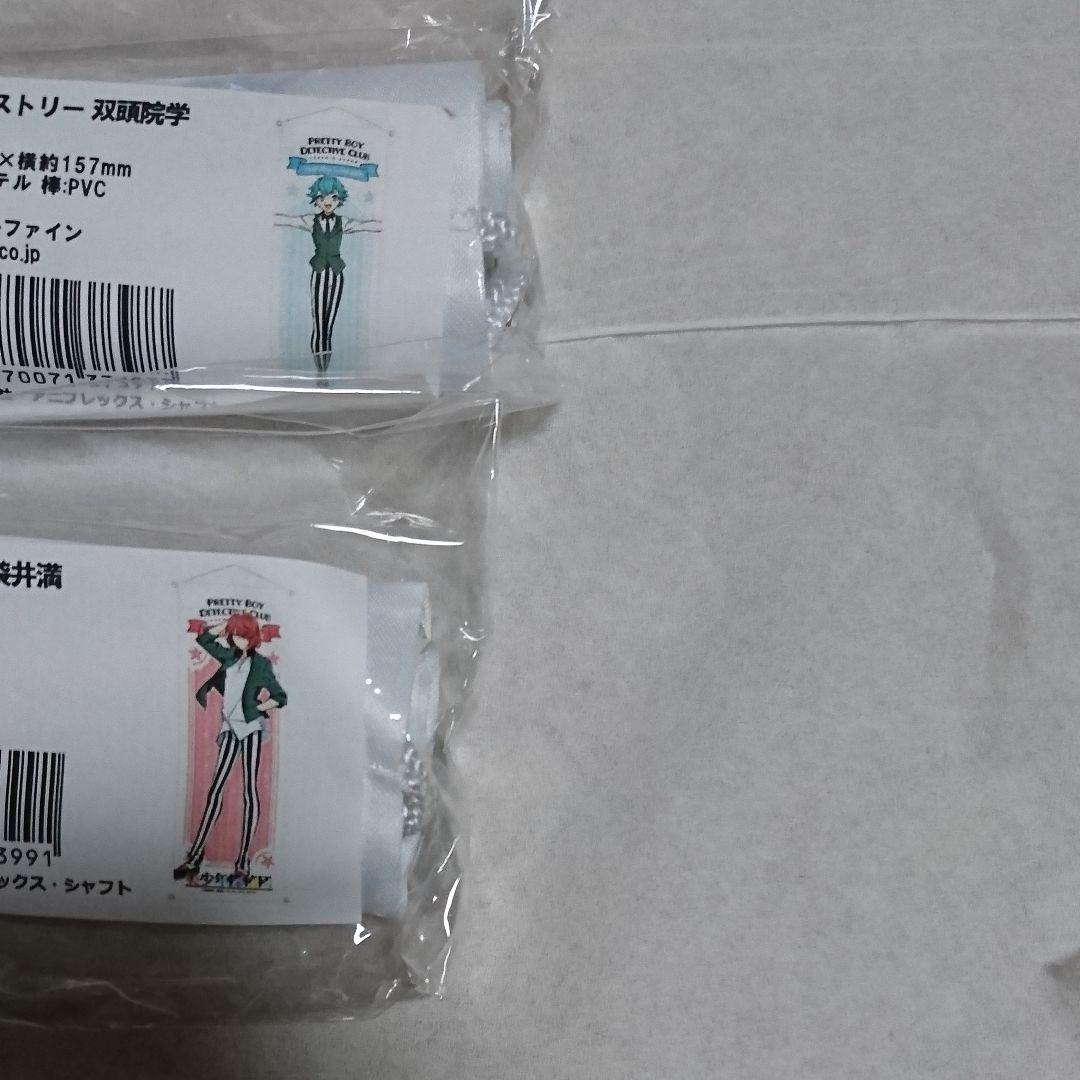 ストリー 双頭院学
×横約157mm
テル 棒:PVC
ファイン
co.jp
PRETTY BOY
DETECTIVE CLUB
アニプレックス・シャフ
袋井満
PRETTY BOY
DETECTIVE CLUB
3991
ックス・シャフト